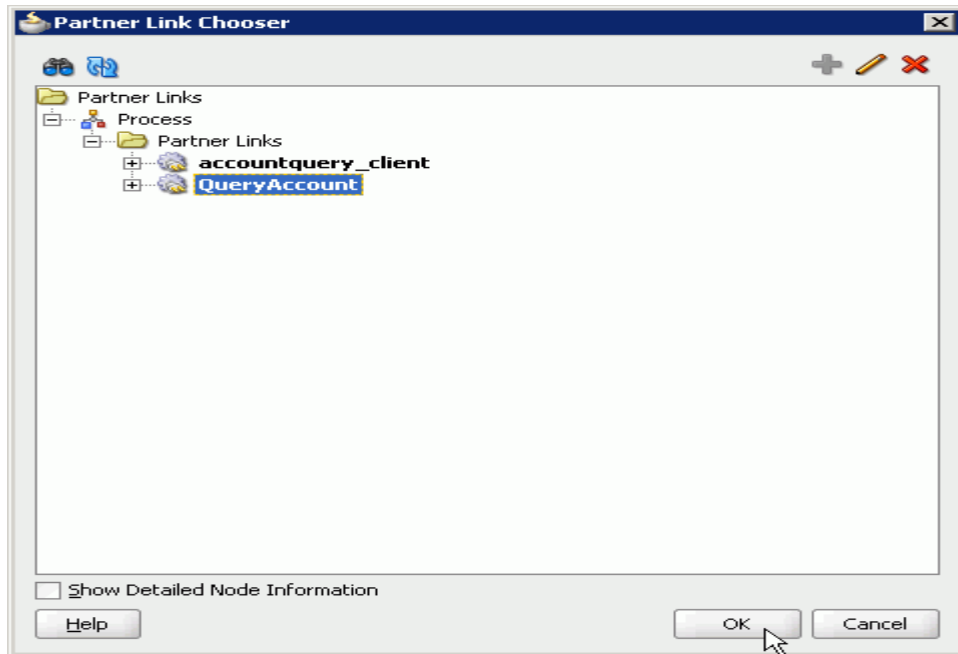 Partner Link Chooser
Partner Links
Process
Partner Links
accountquery_client
QueryAccount
Show Detailed Node Information
Help OK Cancel